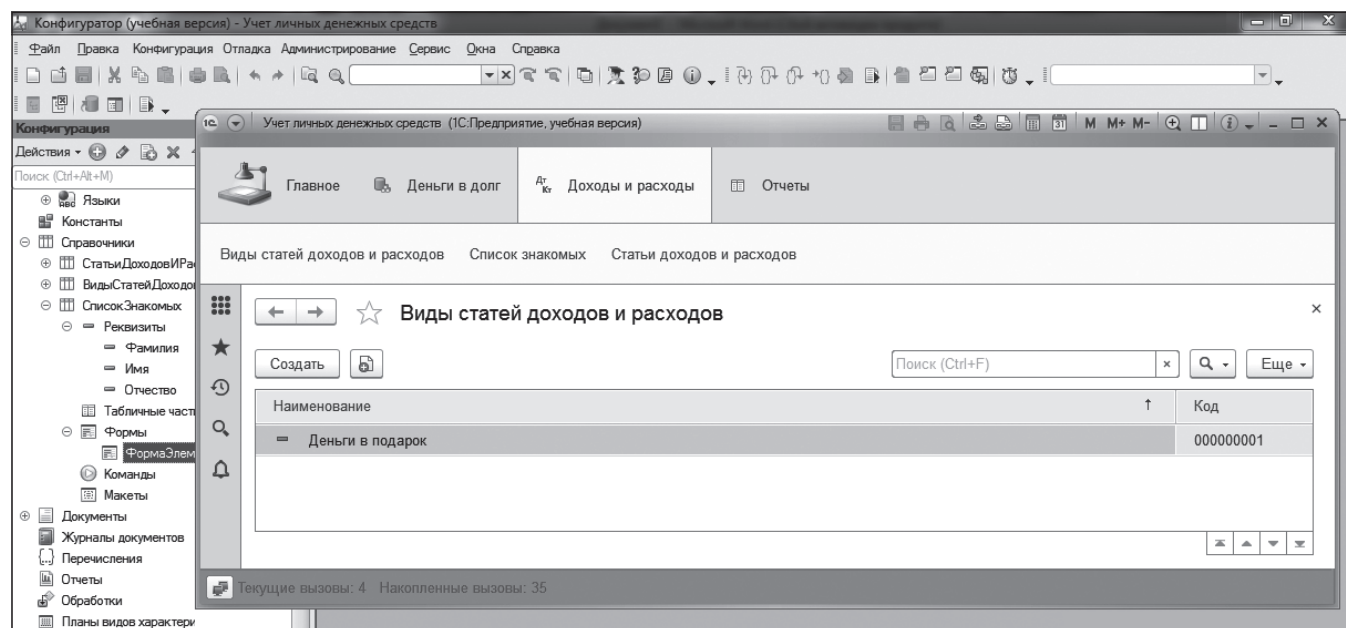 Конфигуратор (учебная версия) - Учет личных денежных средств
Файл Правка Конфигурация Отладка Администрирование Сервис Окна Справка
Конфигурация
Действия
Поиск (Ctrl+Alt+M)
Языки
Константы
Справочники
СтатьиДоходовИРа
ВидыСтатейДоходо
СписокЗнакомых
Реквизиты
Фамилия
Имя
Отчество
Табличные част
Формы
ФормаЭлем
Команды
Макеты
Документы
Журналы документов
Перечисления
Отчеты
Обработки
Планы видов характери
Учет личных денежных средств (1С:Предприятие, учебная версия)
M M+ M-
Главное Деньги в долг Дт Кт Доходы и расходы Отчеты
Виды статей доходов и расходов Список знакомых Статьи доходов и расходов
Виды статей доходов и расходов
Создать Поиск (Ctrl+F) Еще
Наименование Код
Деньги в подарок 000000001
Текущие вызовы: 4 Накопленные вызовы: 35